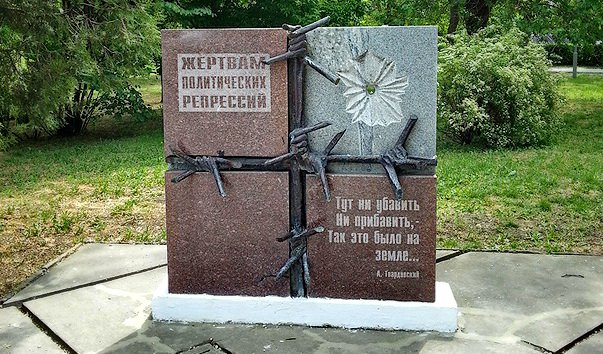 ЖЕРТВАМ
ПОЛИТИЧЕСКИХ
РЕПРЕССИЙ
Тут ни убавить
Ни прибавить,-
Так это было на
земле...
А. Твардовский